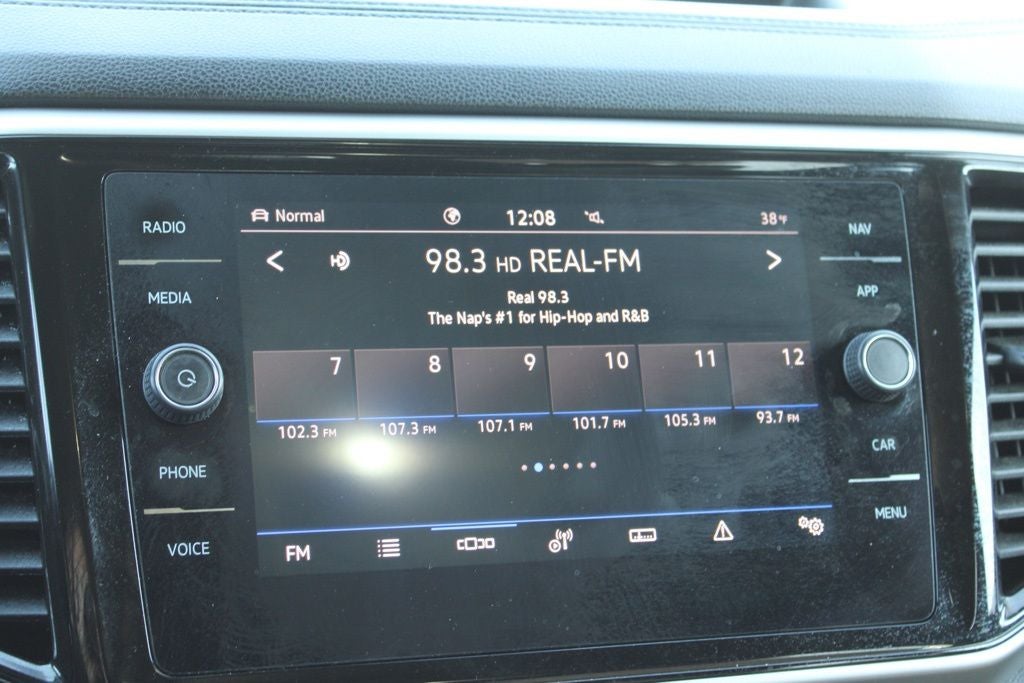 RADIO
MEDIA
PHONE
VOICE
Normal 12:08 38°F
98.3 HD REAL-FM
Real 98.3
The Nap's #1 for Hip-Hop and R&B
7 8 9 10 11 12
102.3 FM 107.3 FM 107.1 FM 101.7 FM 105.3 FM 93.7 FM
FM
NAV
APP
CAR
MENU